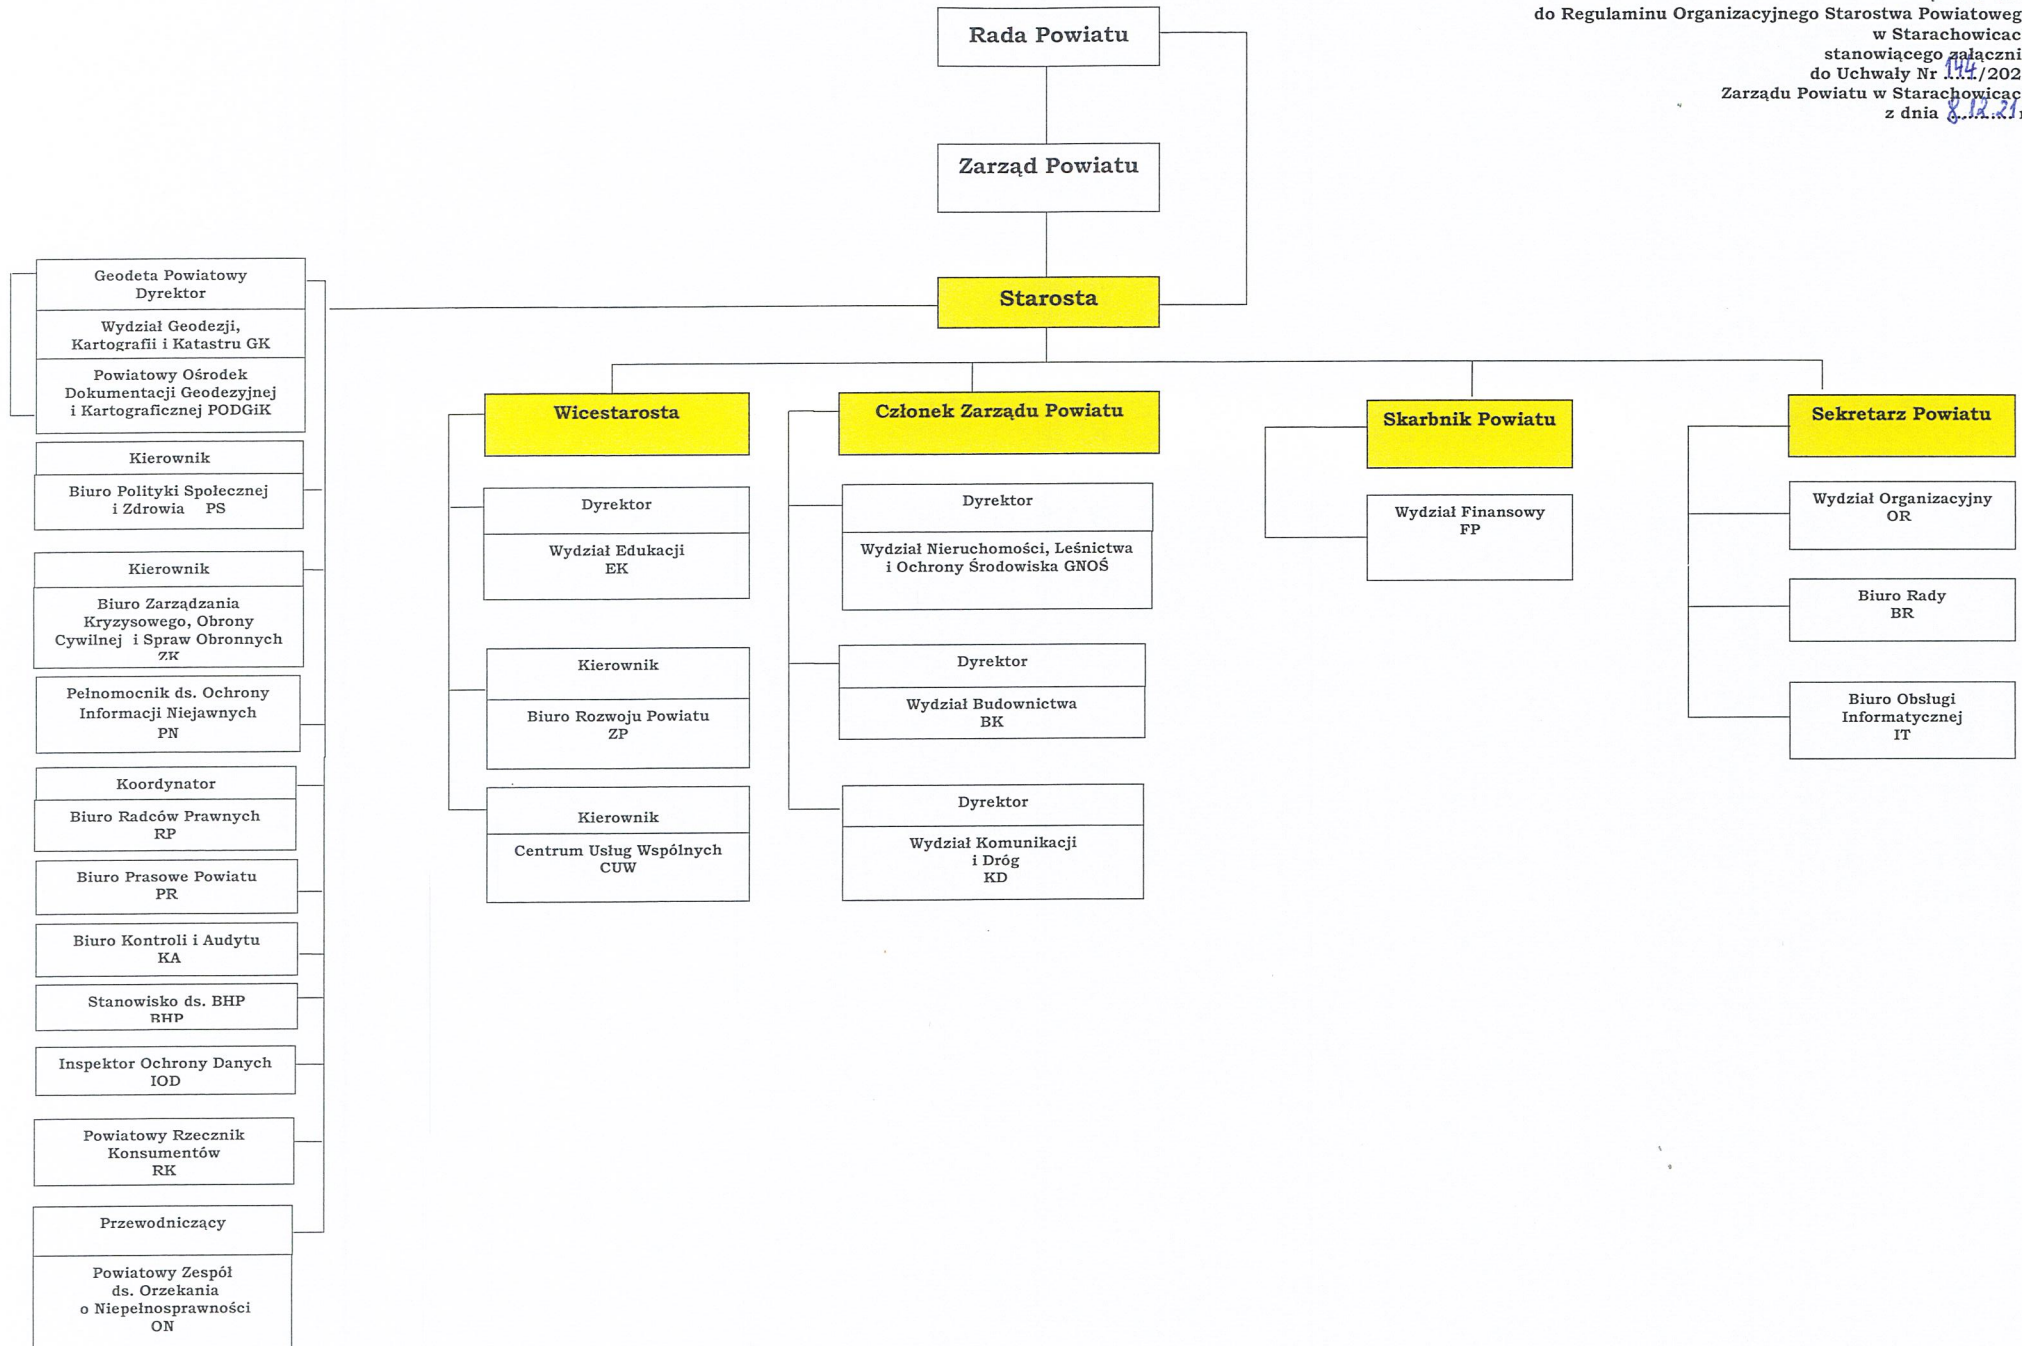 do Regulaminu Organizacyjnego Starostwa Powiatoweg
w Starachowicac
stanowiącego załączni
do Uchwały Nr 144/202
Zarządu Powiatu w Starachowicac
z dnia 8.12.21 r
Rada Powiatu
Zarząd Powiatu
Starosta
Geodeta Powiatowy
Dyrektor
Wydział Geodezji,
Kartografii i Katastru GK
Powiatowy Ośrodek
Dokumentacji Geodezyjnej
i Kartograficznej PODGiK
Kierownik
Biuro Polityki Społecznej
i Zdrowia PS
Kierownik
Biuro Zarządzania
Kryzysowego, Obrony
Cywilnej i Spraw Obronnych
ZK
Pełnomocnik ds. Ochrony
Informacji Niejawnych
PN
Koordynator
Biuro Radców Prawnych
RP
Biuro Prasowe Powiatu
PR
Biuro Kontroli i Audytu
KA
Stanowisko ds. BHP
BHP
Inspektor Ochrony Danych
IOD
Powiatowy Rzecznik
Konsumentów
RK
Przewodniczący
Powiatowy Zespół
ds. Orzekania
o Niepełnosprawności
ON
Wicestarosta
Dyrektor
Wydział Edukacji
EK
Kierownik
Biuro Rozwoju Powiatu
ZP
Kierownik
Centrum Usług Wspólnych
CUW
Członek Zarządu Powiatu
Dyrektor
Wydział Nieruchomości, Leśnictwa
i Ochrony Środowiska GNOŚ
Dyrektor
Wydział Budownictwa
BK
Dyrektor
Wydział Komunikacji
i Dróg
KD
Skarbnik Powiatu
Wydział Finansowy
FP
Sekretarz Powiatu
Wydział Organizacyjny
OR
Biuro Rady
BR
Biuro Obsługi
Informatycznej
IT